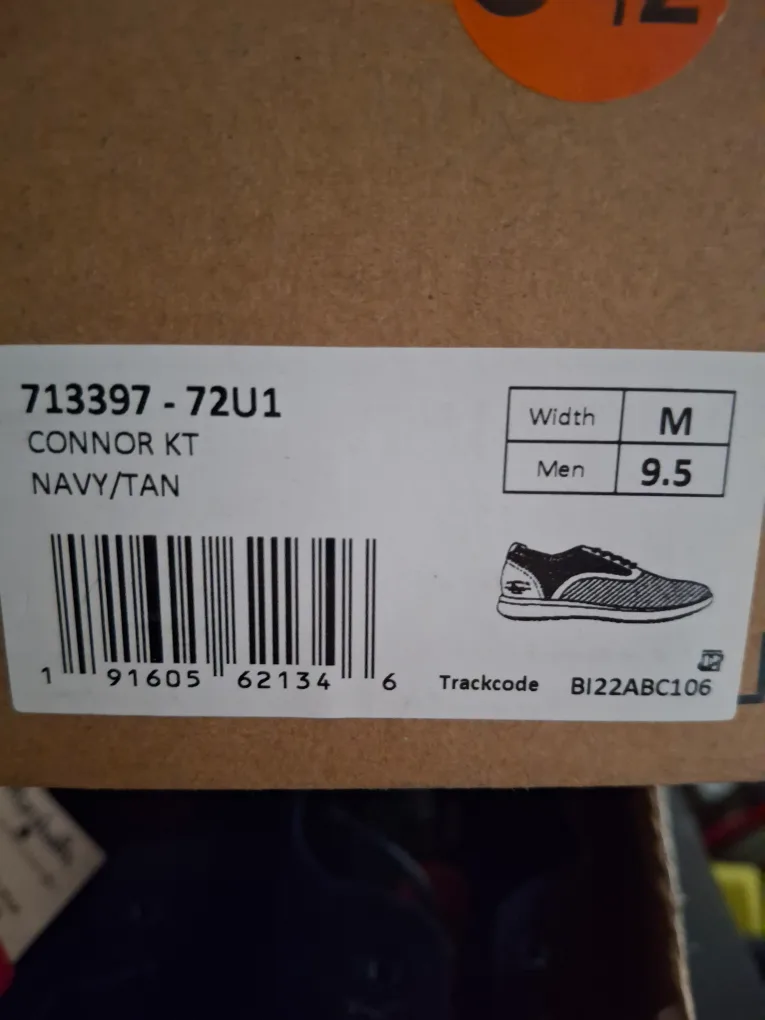 713397 - 72U1
CONNOR KT
NAVY/TAN
Width M
Men 9.5
1 91605 62134 6
Trackcode BI22ABC106